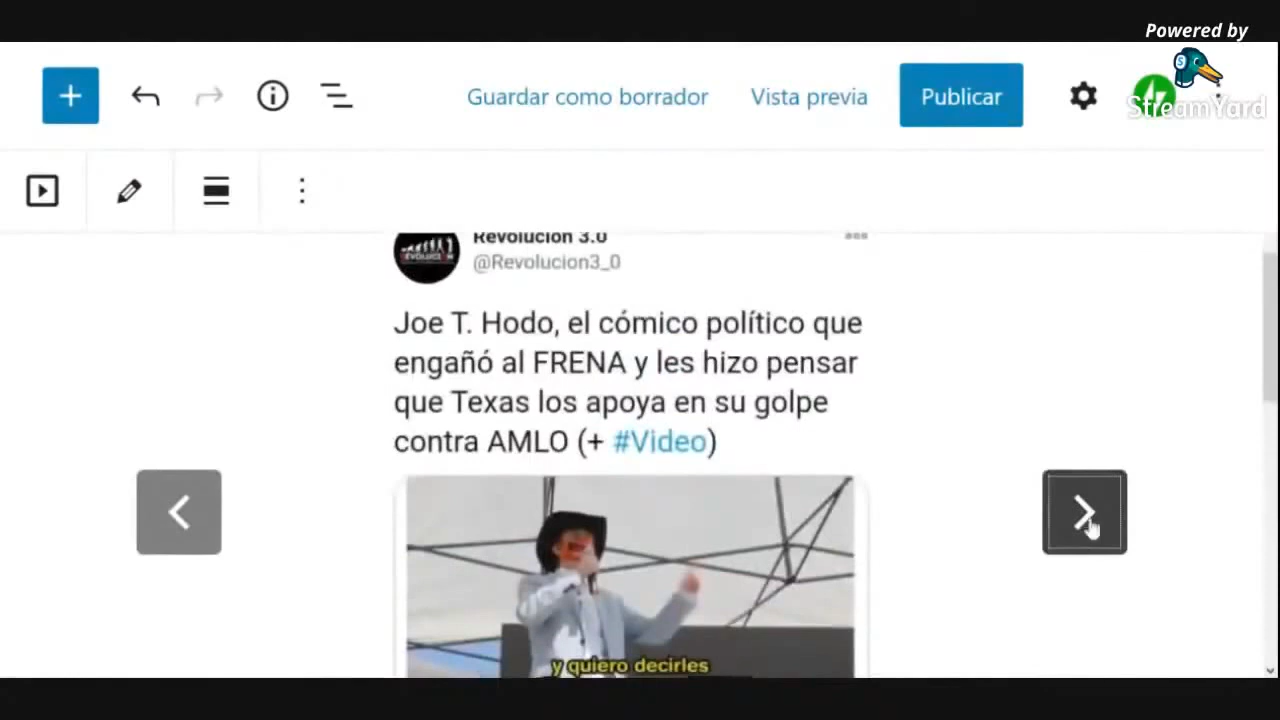 Powered by
StreamYard
Guardar como borrador
Vista previa
Publicar
Revolución 3.0
@Revolucion3_0
Joe T. Hodo, el cómico político que
engañó al FRENA y les hizo pensar
que Texas los apoya en su golpe
contra AMLO (+ #Video)
y quiero decirles